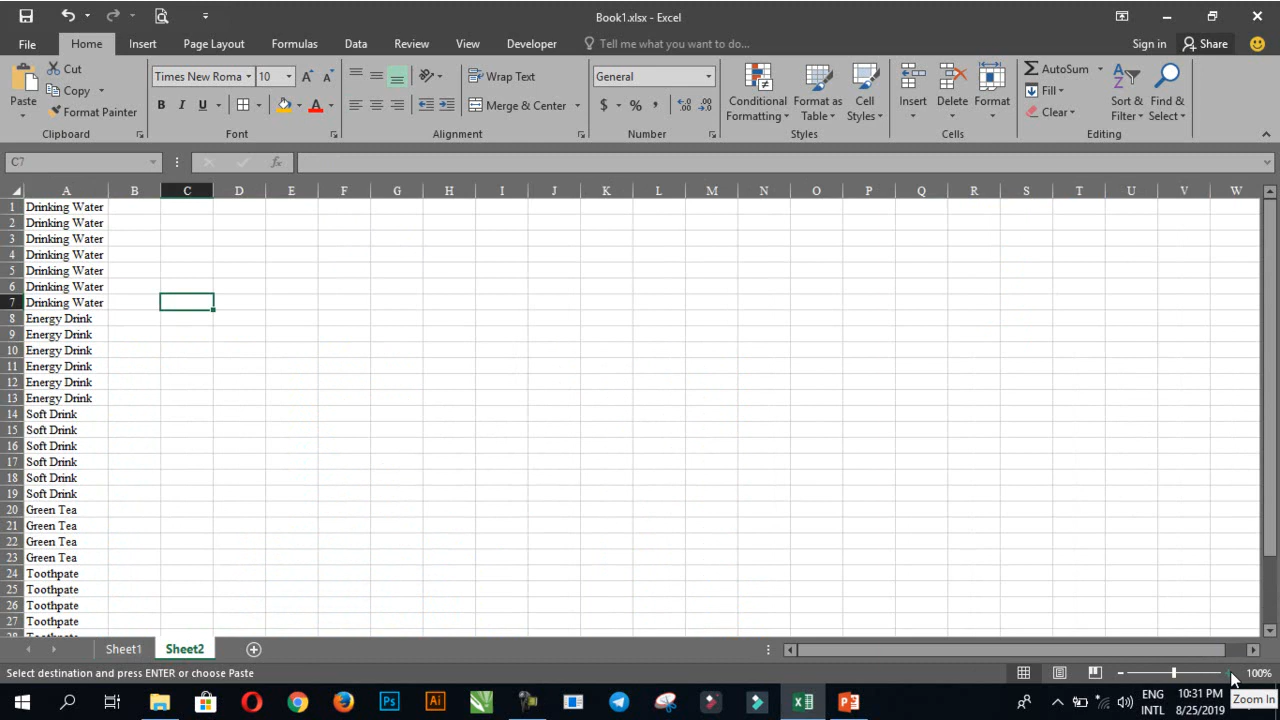 Book1.xlsx - Excel
File Home Insert Page Layout Formulas Data Review View Developer Tell me what you want to do... Sign in Share
Paste Cut Copy Format Painter Clipboard
Times New Roma 10 B I U A Font
Wrap Text Merge & Center Alignment
General $ % , Number
Conditional Formatting Format as Table Cell Styles Styles
Insert Delete Format Cells
AutoSum Fill Clear Sort & Filter Find & Select Editing
C7 fx
A B C D E F G H I J K L M N O P Q R S T U V W
1 Drinking Water
2 Drinking Water
3 Drinking Water
4 Drinking Water
5 Drinking Water
6 Drinking Water
7 Drinking Water
8 Energy Drink
9 Energy Drink
10 Energy Drink
11 Energy Drink
12 Energy Drink
13 Energy Drink
14 Soft Drink
15 Soft Drink
16 Soft Drink
17 Soft Drink
18 Soft Drink
19 Soft Drink
20 Green Tea
21 Green Tea
22 Green Tea
23 Green Tea
24 Toothpate
25 Toothpate
26 Toothpate
27 Toothpate
28 Toothpate
Sheet1 Sheet2
Select destination and press ENTER or choose Paste 100%
Zoom In
Ps Ai ENG INTL 10:31 PM 8/25/2019